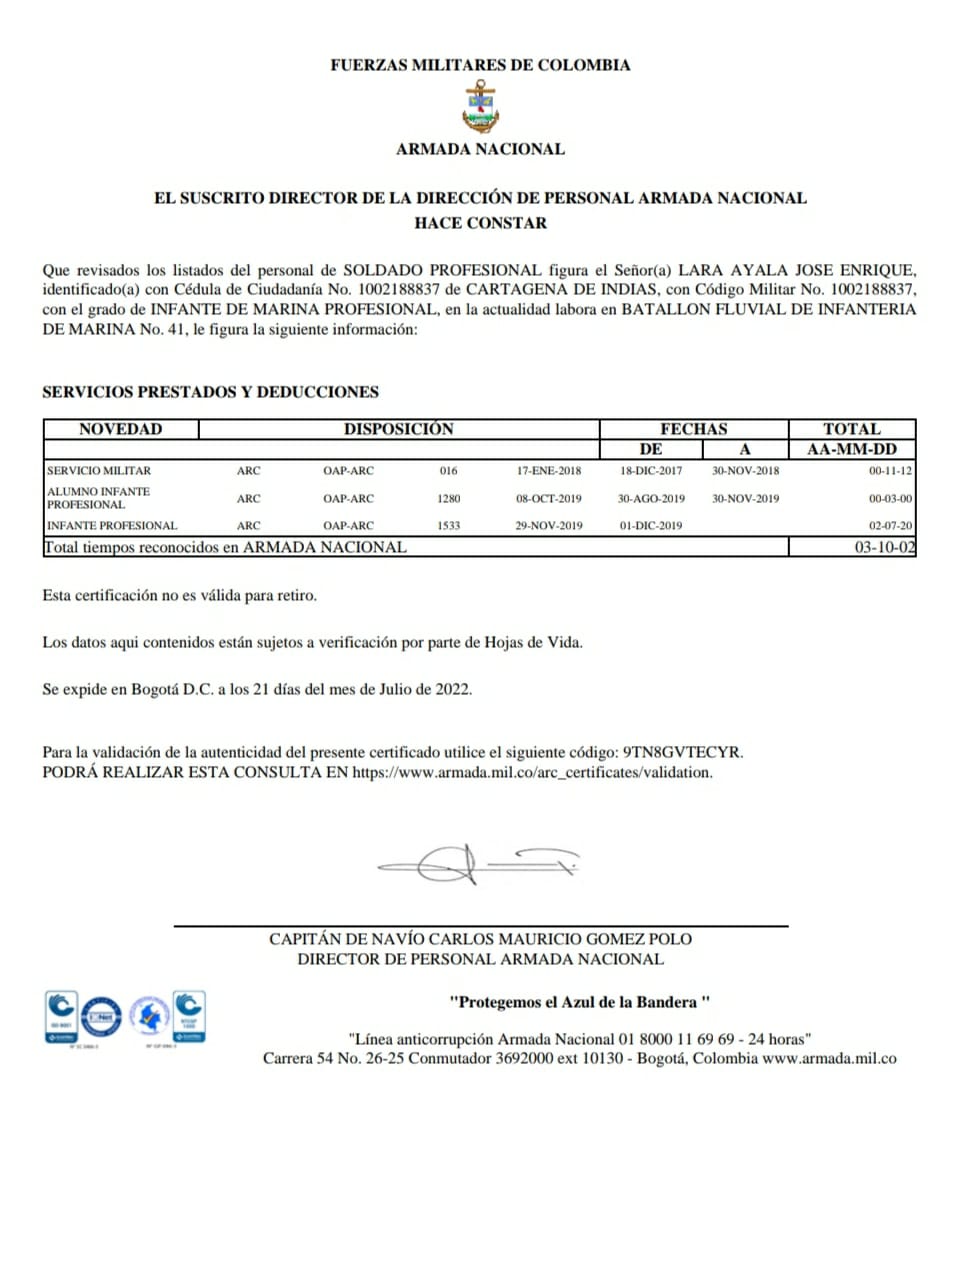 FUERZAS MILITARES DE COLOMBIA
ARMADA NACIONAL
EL SUSCRITO DIRECTOR DE LA DIRECCIÓN DE PERSONAL ARMADA NACIONAL
HACE CONSTAR
Que revisados los listados del personal de SOLDADO PROFESIONAL figura el Señor(a) LARA AYALA JOSE ENRIQUE,
identificado(a) con Cédula de Ciudadanía No. 1002188837 de CARTAGENA DE INDIAS, con Código Militar No. 1002188837,
con el grado de INFANTE DE MARINA PROFESIONAL, en la actualidad labora en BATALLON FLUVIAL DE INFANTERIA
DE MARINA No. 41, le figura la siguiente información:
SERVICIOS PRESTADOS Y DEDUCCIONES
NOVEDAD DISPOSICIÓN FECHAS TOTAL
DE A AA-MM-DD
SERVICIO MILITAR ARC OAP-ARC 016 17-ENE-2018 18-DIC-2017 30-NOV-2018 00-11-12
ALUMNO INFANTE
PROFESIONAL ARC OAP-ARC 1280 08-OCT-2019 30-AGO-2019 30-NOV-2019 00-03-00
INFANTE PROFESIONAL ARC OAP-ARC 1533 29-NOV-2019 01-DIC-2019 02-07-20
Total tiempos reconocidos en ARMADA NACIONAL 03-10-02
Esta certificación no es válida para retiro.
Los datos aqui contenidos están sujetos a verificación por parte de Hojas de Vida.
Se expide en Bogotá D.C. a los 21 días del mes de Julio de 2022.
Para la validación de la autenticidad del presente certificado utilice el siguiente código: 9TN8GVTECYR.
PODRÁ REALIZAR ESTA CONSULTA EN https://www.armada.mil.co/arc_certificates/validation.
CAPITÁN DE NAVÍO CARLOS MAURICIO GOMEZ POLO
DIRECTOR DE PERSONAL ARMADA NACIONAL
"Protegemos el Azul de la Bandera "
"Línea anticorrupción Armada Nacional 01 8000 11 69 69 - 24 horas"
Carrera 54 No. 26-25 Conmutador 3692000 ext 10130 - Bogotá, Colombia www.armada.mil.co